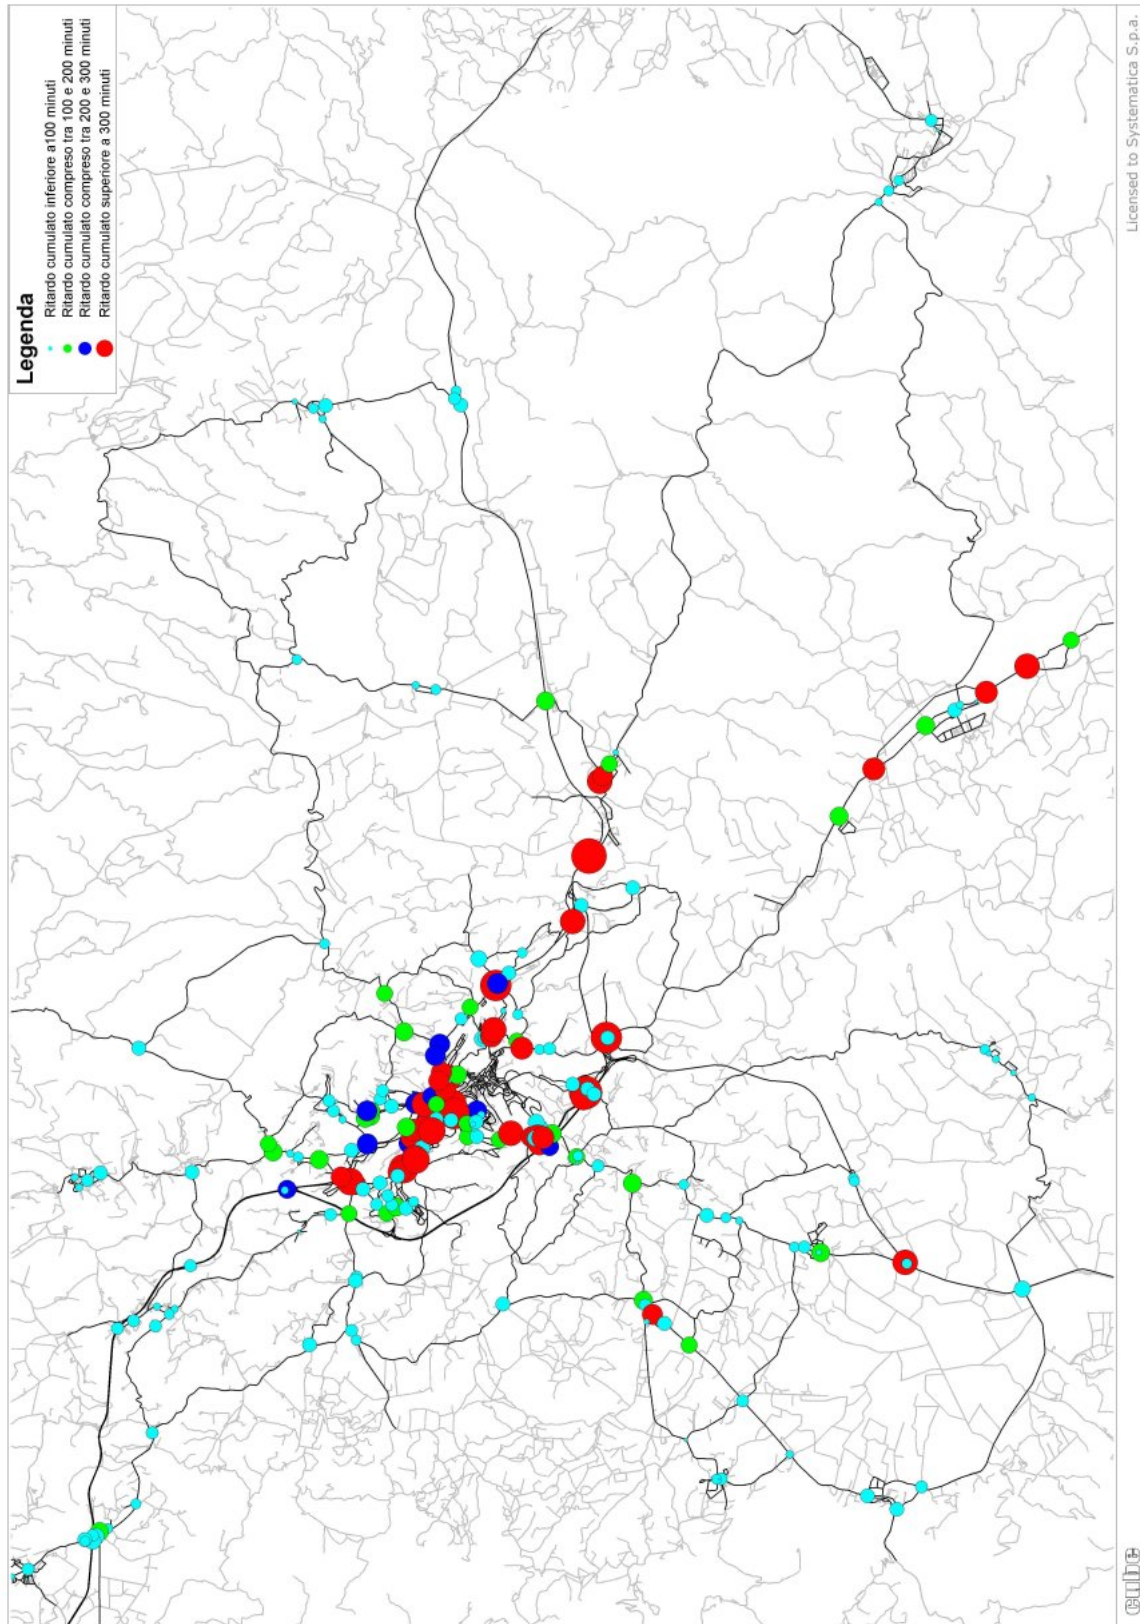 Legenda
Ritardo cumulato inferiore a100 minuti
Ritardo cumulato compreso tra 100 e 200 minuti
Ritardo cumulato compreso tra 200 e 300 minuti
Ritardo cumulato superiore a 300 minuti
Licensed to Systematica S.p.a.
cube